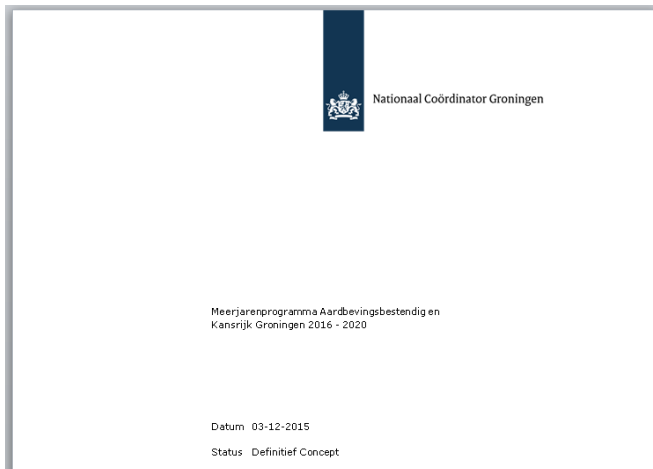 Nationaal Coördinator Groningen
Meerjarenprogramma Aardbevingsbestendig en
Kansrijk Groningen 2016 - 2020
Datum 03-12-2015
Status Definitief Concept